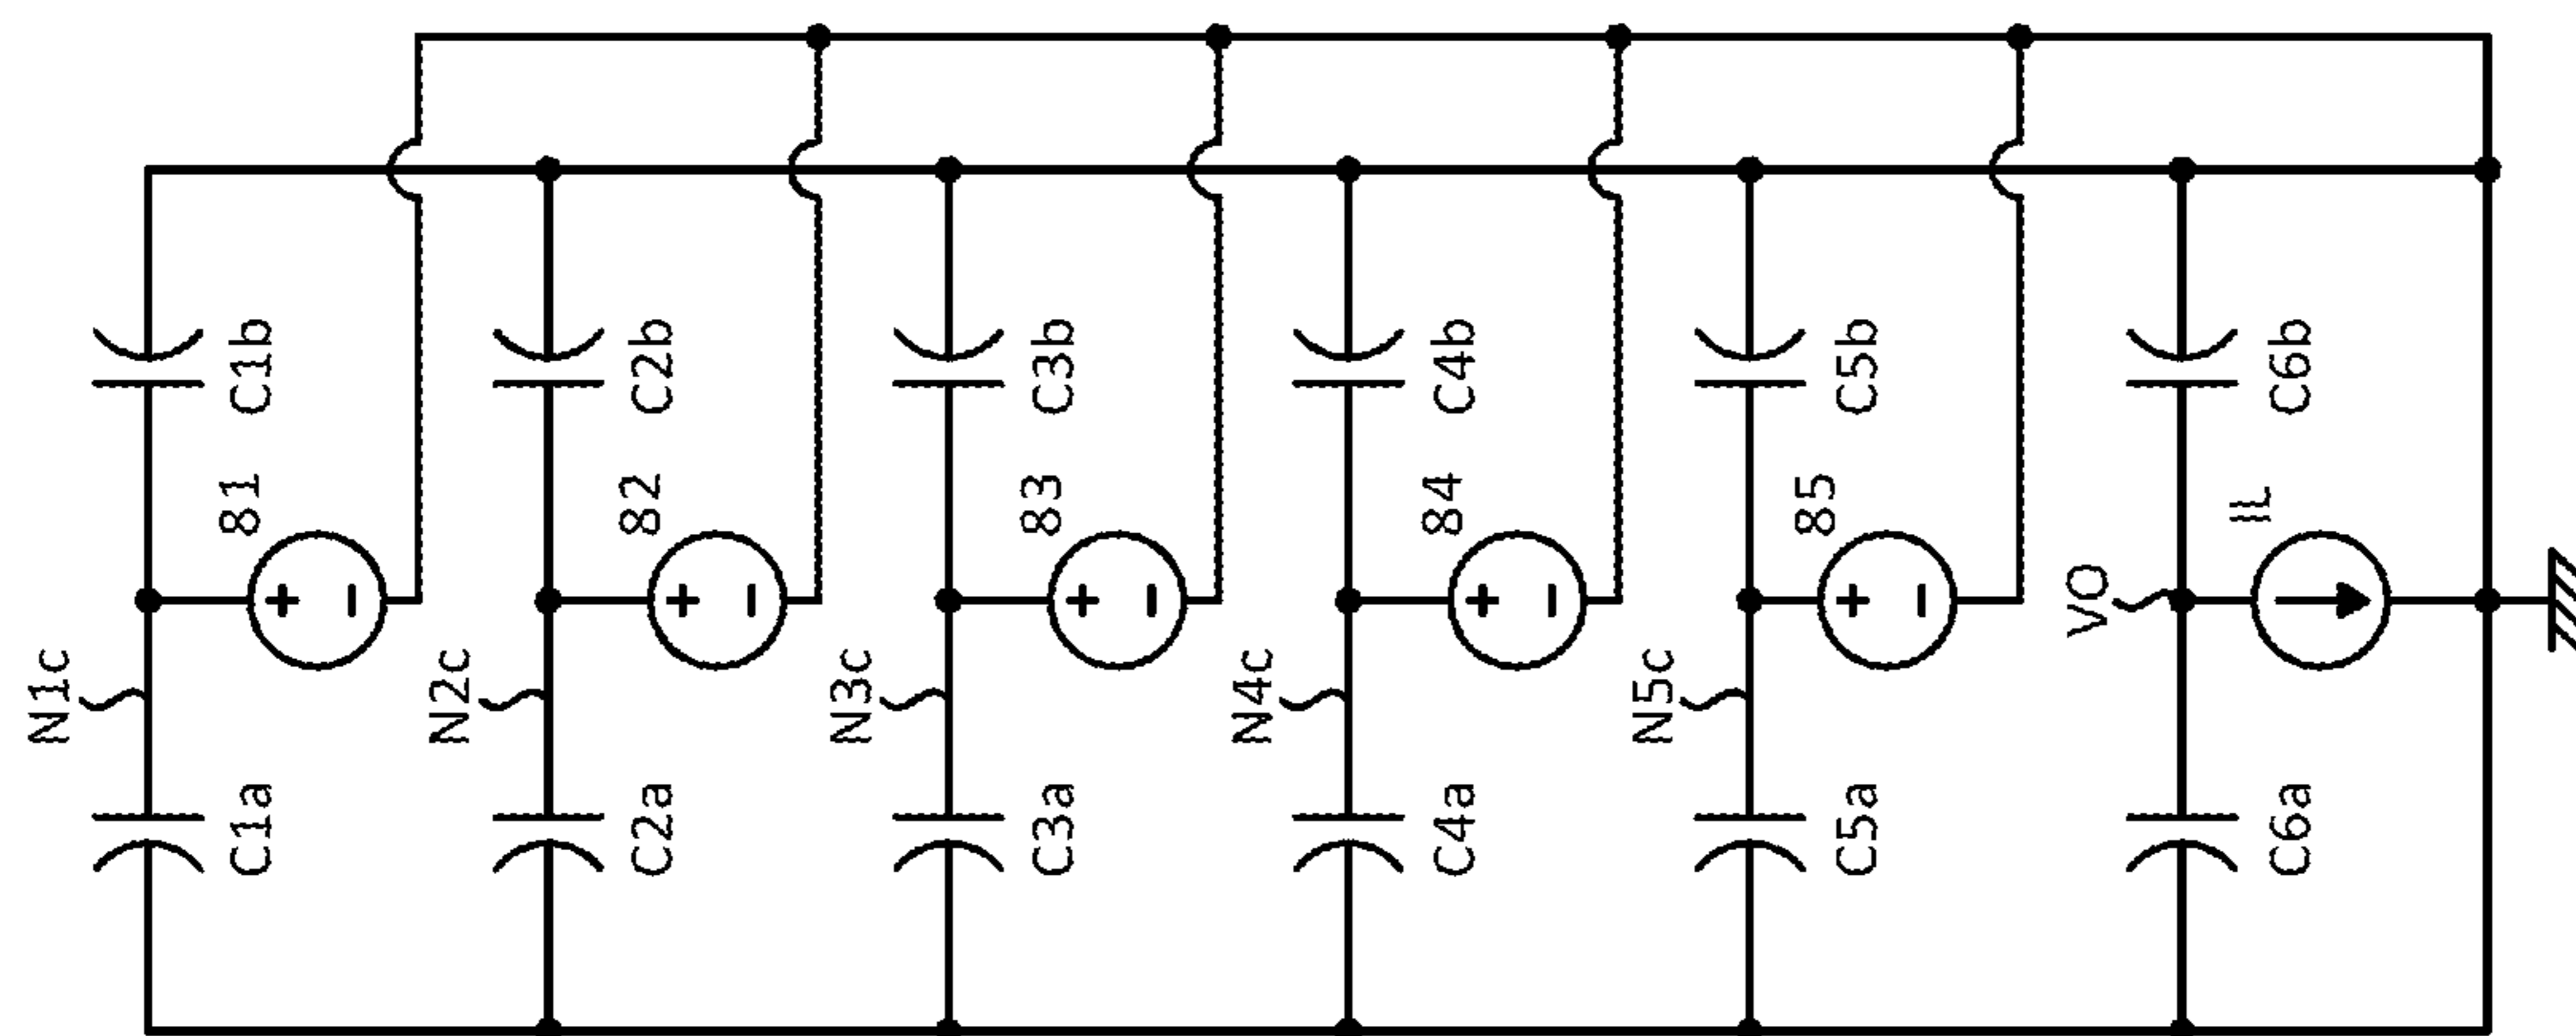 C1b
C2b
C3b
C4b
C5b
C6b
81
82
83
84
85
IL
+ −
+ −
+ −
+ −
+ −
VO
N1c
N2c
N3c
N4c
N5c
C1a
C2a
C3a
C4a
C5a
C6a